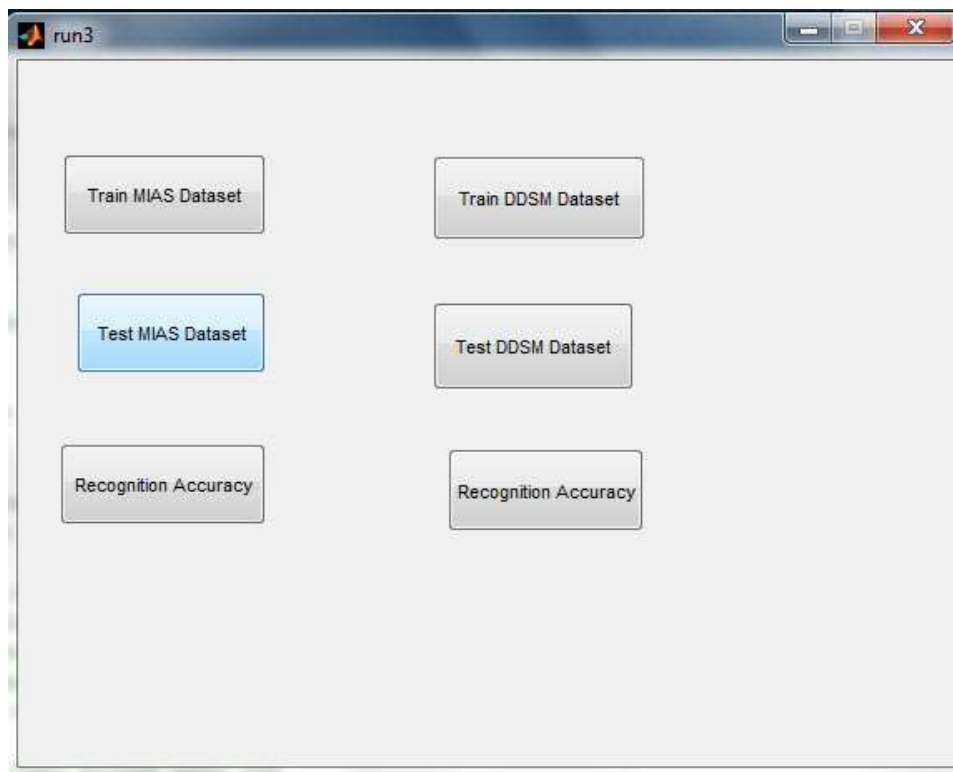 run3
Train MIAS Dataset
Train DDSM Dataset
Test MIAS Dataset
Test DDSM Dataset
Recognition Accuracy
Recognition Accuracy